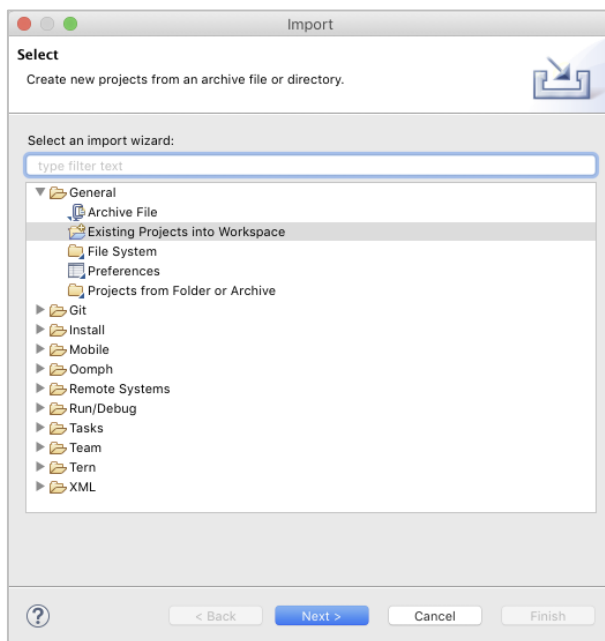 Import
Select
Create new projects from an archive file or directory.
Select an import wizard:
type filter text
General
Archive File
Existing Projects into Workspace
File System
Preferences
Projects from Folder or Archive
Git
Install
Mobile
Oomph
Remote Systems
Run/Debug
Tasks
Team
Tern
XML
? < Back Next > Cancel Finish